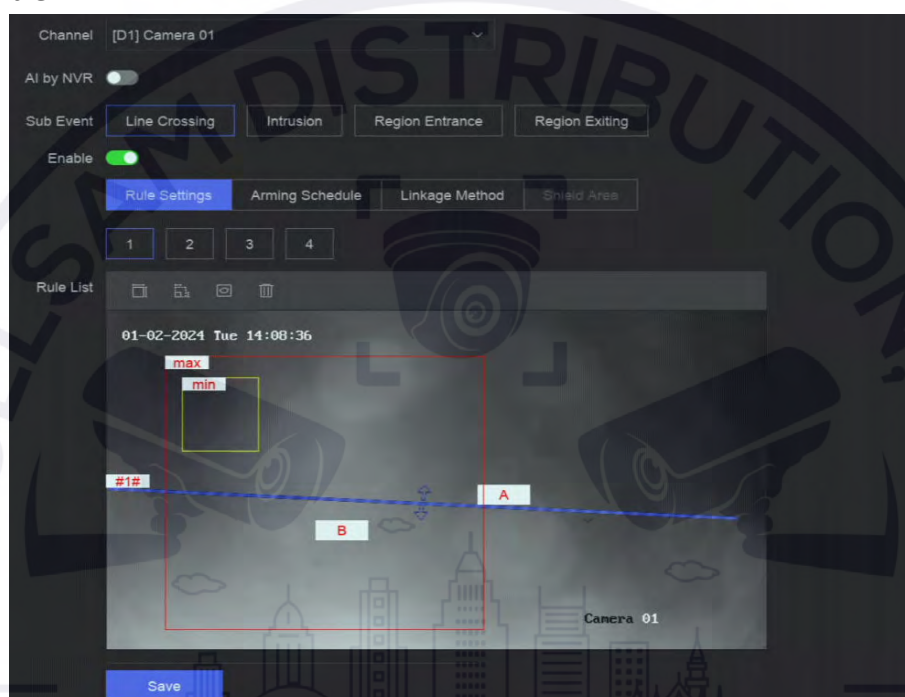 Channel [D1] Camera 01
AI by NVR
Sub Event Line Crossing Intrusion Region Entrance Region Exiting
Enable
Rule Settings Arming Schedule Linkage Method Shield Area
1 2 3 4
Rule List
01-02-2024 Tue 14:08:36
max
min
#1#
A
B
Camera 01
Save
DISTRIBUTION